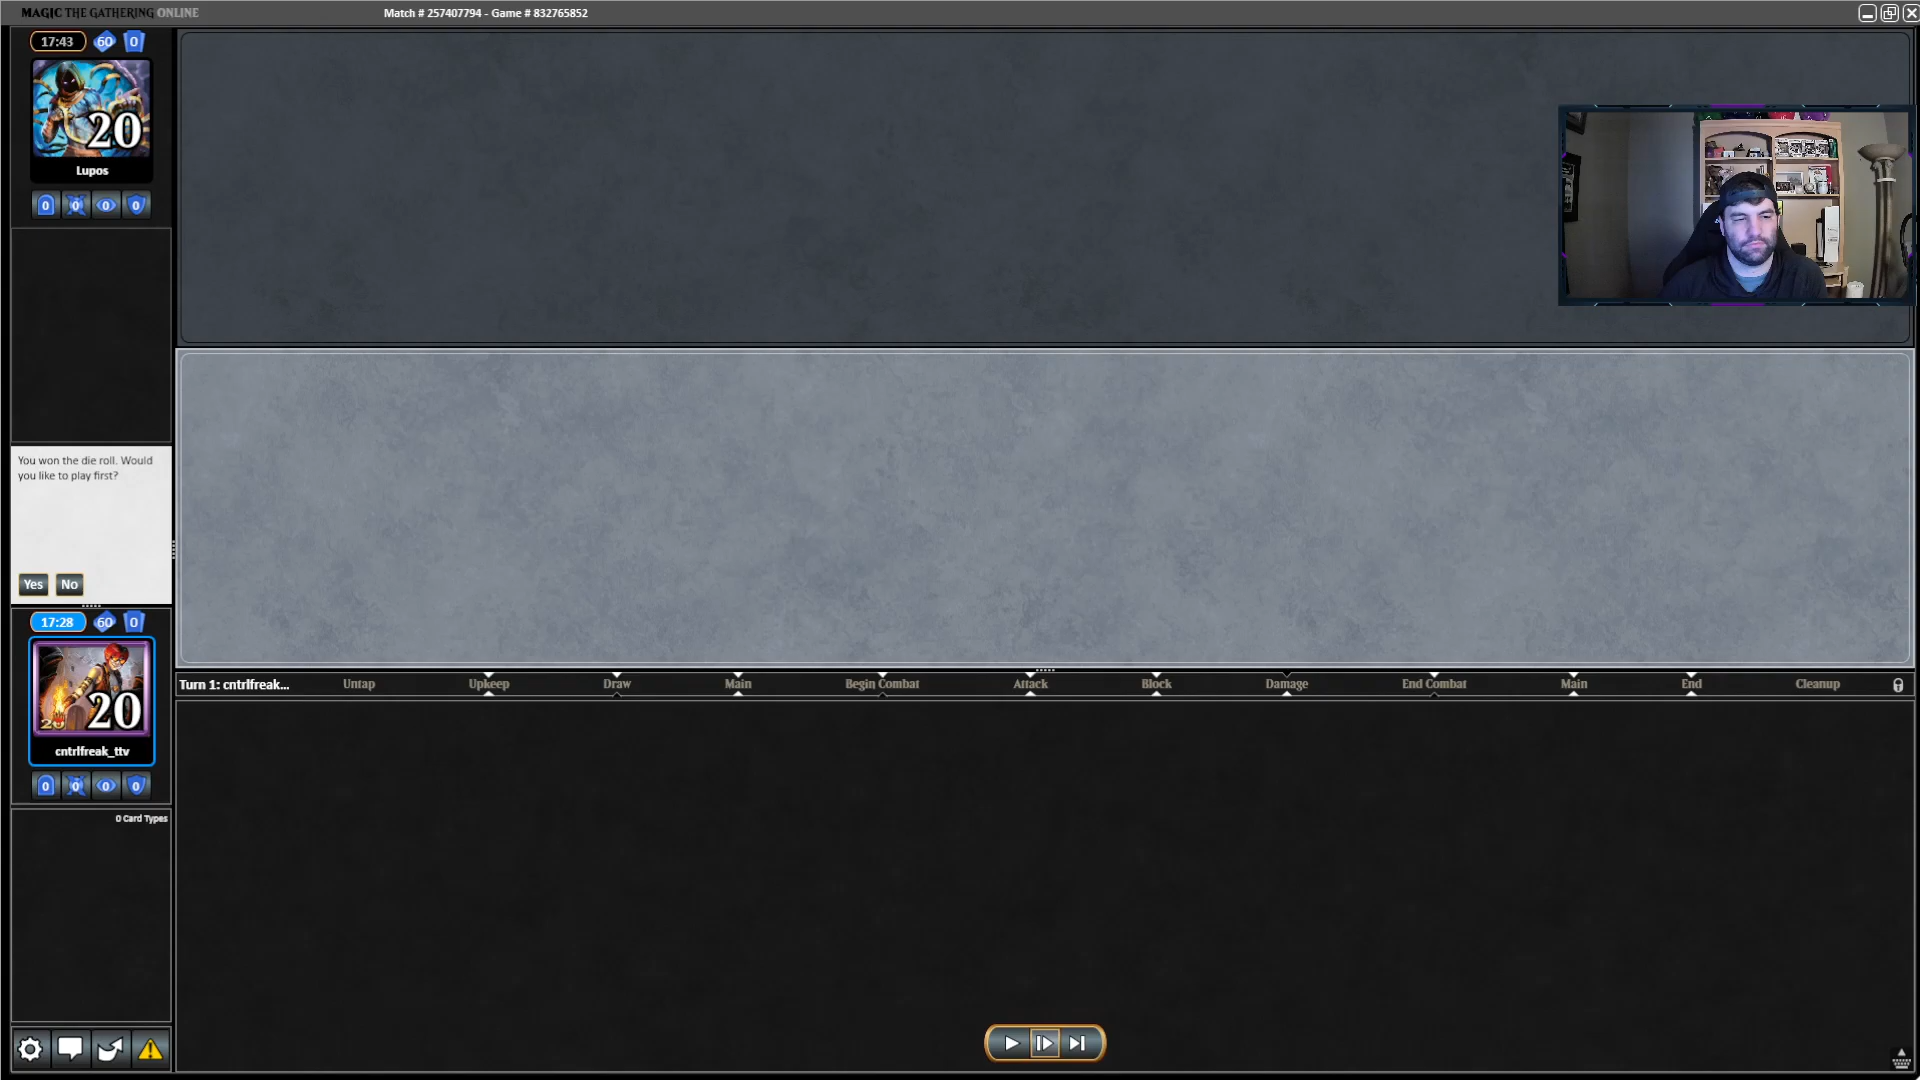 MAGIC THE GATHERING ONLINE
Match # 257407794 - Game # 832765852
17:43 60 0
20
Lupos
0 0 0 0
You won the die roll. Would
you like to play first?
Yes No
17:28 60 0
20
cntrlfreak_ttv
0 0 0 0
0 Card Types
Turn 1: cntrlfreak... Untap Upkeep Draw Main Begin Combat Attack Block Damage End Combat Main End Cleanup